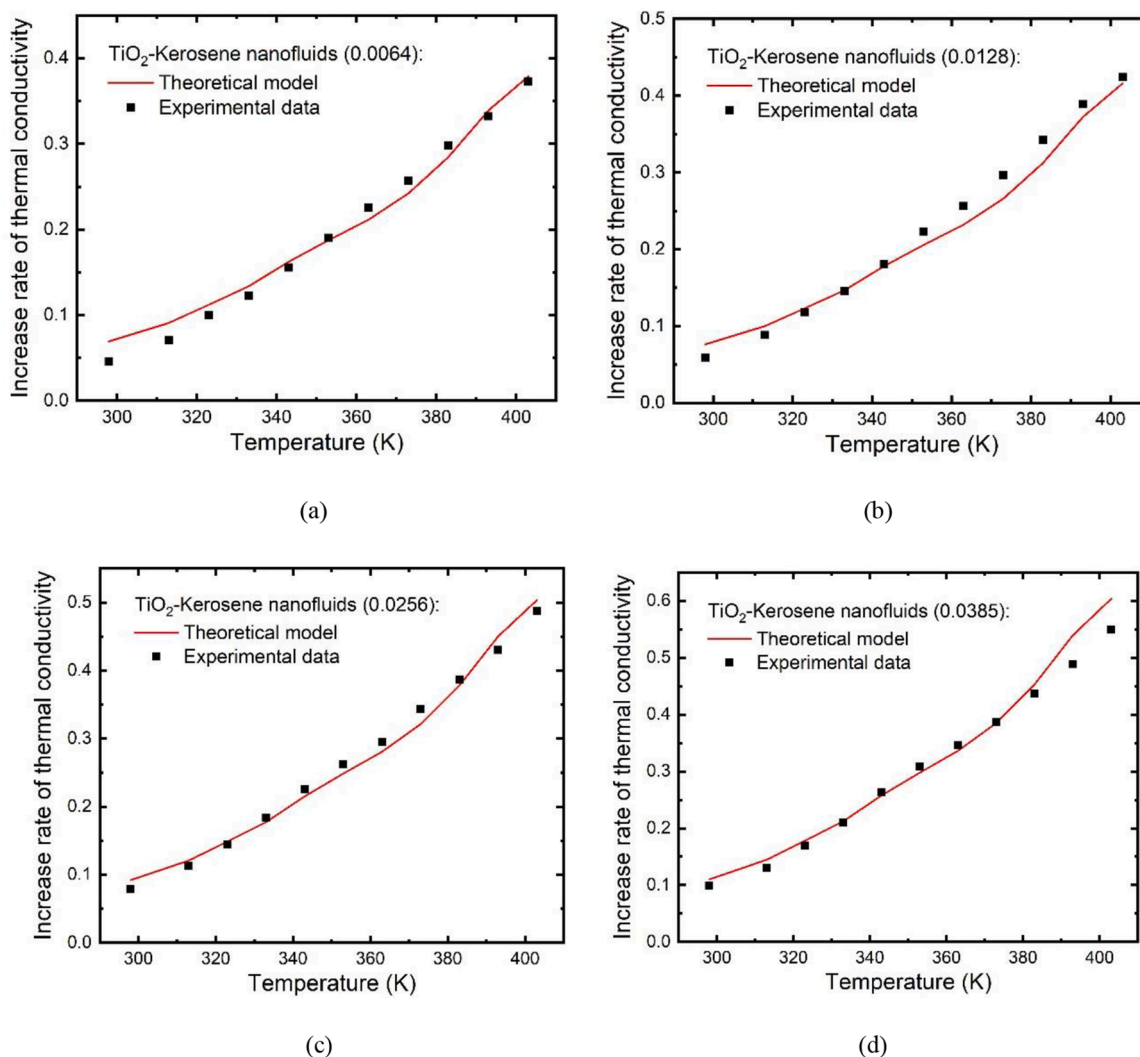 TiO2-Kerosene nanofluids (0.0064):
Theoretical model
Experimental data
Increase rate of thermal conductivity
0.4
0.3
0.2
0.1
0.0
300 320 340 360 380 400
Temperature (K)
(a)
TiO2-Kerosene nanofluids (0.0128):
Theoretical model
Experimental data
Increase rate of thermal conductivity
0.5
0.4
0.3
0.2
0.1
0.0
300 320 340 360 380 400
Temperature (K)
(b)
TiO2-Kerosene nanofluids (0.0256):
Theoretical model
Experimental data
Increase rate of thermal conductivity
0.5
0.4
0.3
0.2
0.1
0.0
300 320 340 360 380 400
Temperature (K)
(c)
TiO2-Kerosene nanofluids (0.0385):
Theoretical model
Experimental data
Increase rate of thermal conductivity
0.6
0.5
0.4
0.3
0.2
0.1
0.0
300 320 340 360 380 400
Temperature (K)
(d)